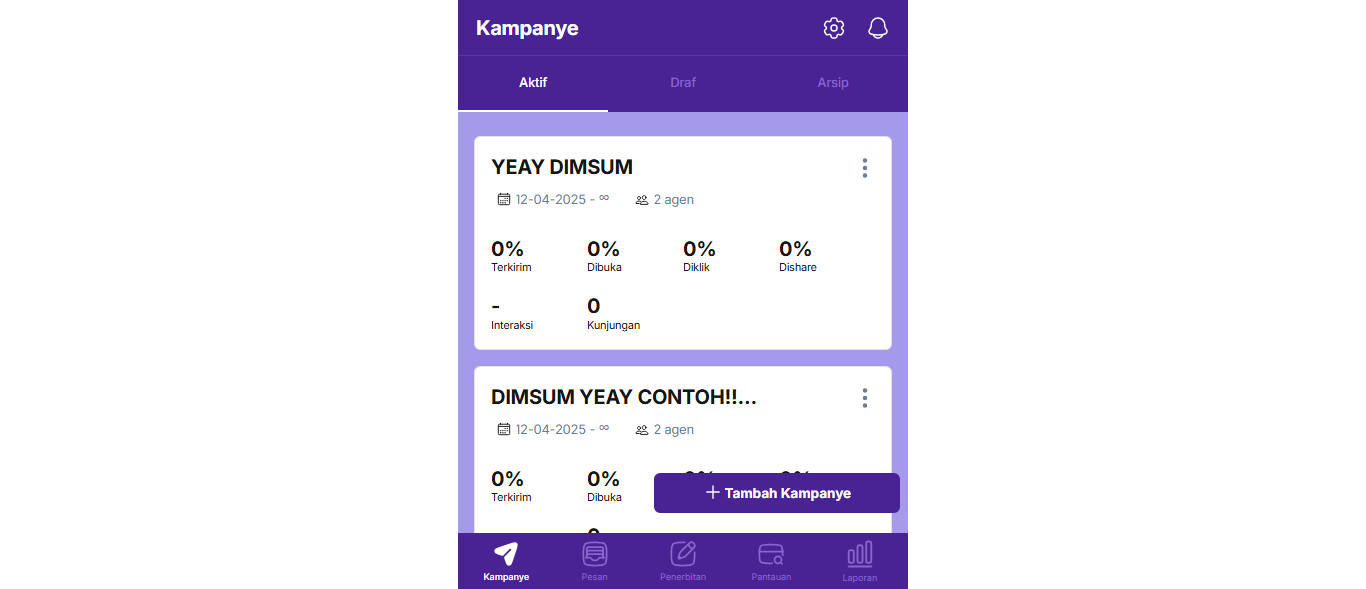 Kampanye
Aktif Draf Arsip
YEAY DIMSUM
12-04-2025 - ∞ 2 agen
0% 0% 0% 0%
Terkirim Dibuka Diklik Dishare
- 0
Interaksi Kunjungan
DIMSUM YEAY CONTOH!!...
12-04-2025 - ∞ 2 agen
0% 0%
Terkirim Dibuka
+ Tambah Kampanye
Kampanye Pesan Penerbitan Pantauan Laporan